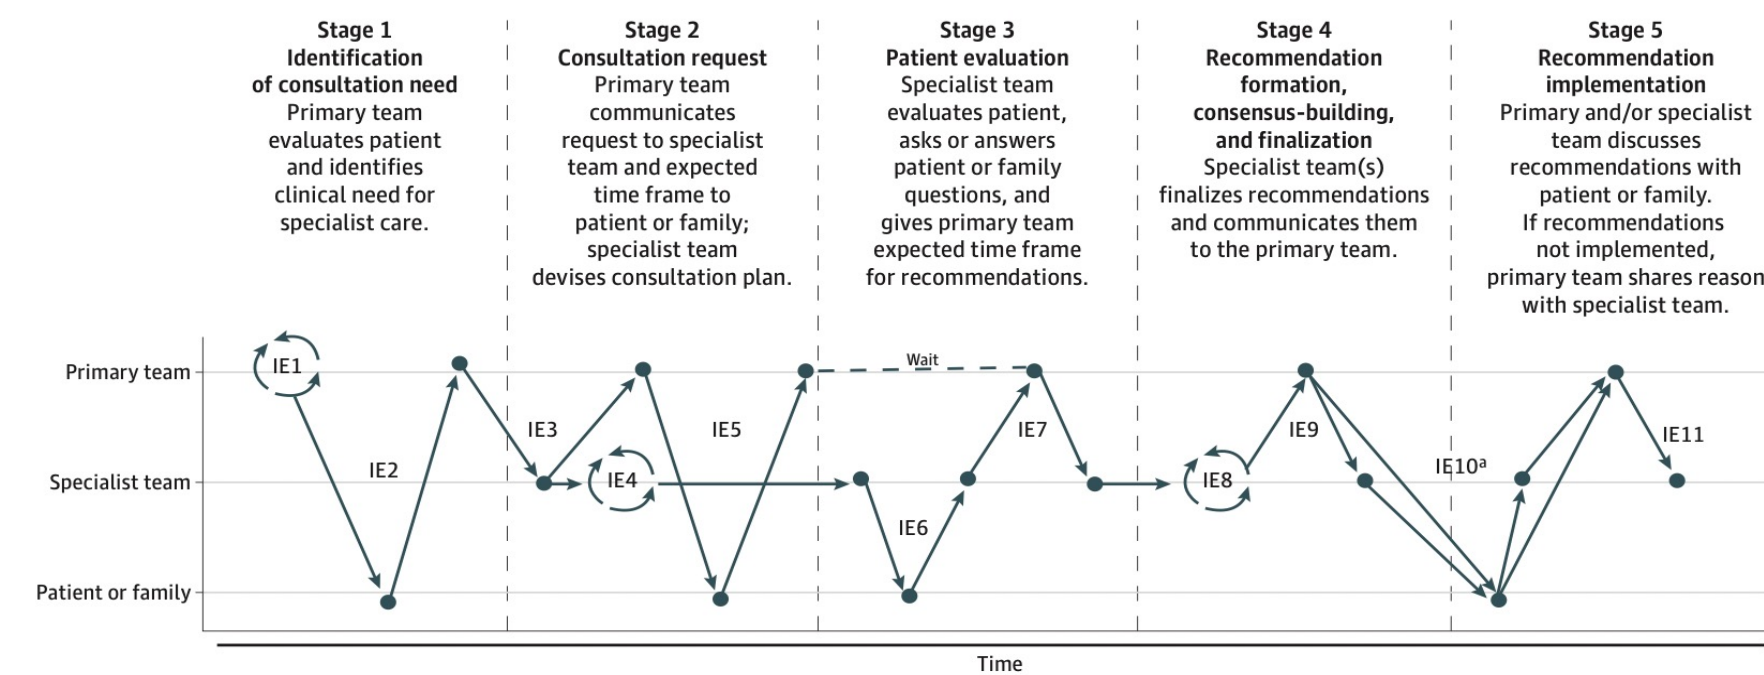 Stage 1
Identification
of consultation need
Primary team
evaluates patient
and identifies
clinical need for
specialist care.
Stage 2
Consultation request
Primary team
communicates
request to specialist
team and expected
time frame to
patient or family;
specialist team
devises consultation plan.
Stage 3
Patient evaluation
Specialist team
evaluates patient,
asks or answers
patient or family
questions, and
gives primary team
expected time frame
for recommendations.
Stage 4
Recommendation
formation,
consensus-building,
and finalization
Specialist team(s)
finalizes recommendations
and communicates them
to the primary team.
Stage 5
Recommendation
implementation
Primary and/or specialist
team discusses
recommendations with
patient or family.
If recommendations
not implemented,
primary team shares reason
with specialist team.
Primary team
Specialist team
Patient or family
IE1
IE2
IE3
IE4
IE5
Wait
IE6
IE7
IE8
IE9
IE10ᵃ
IE11
Time